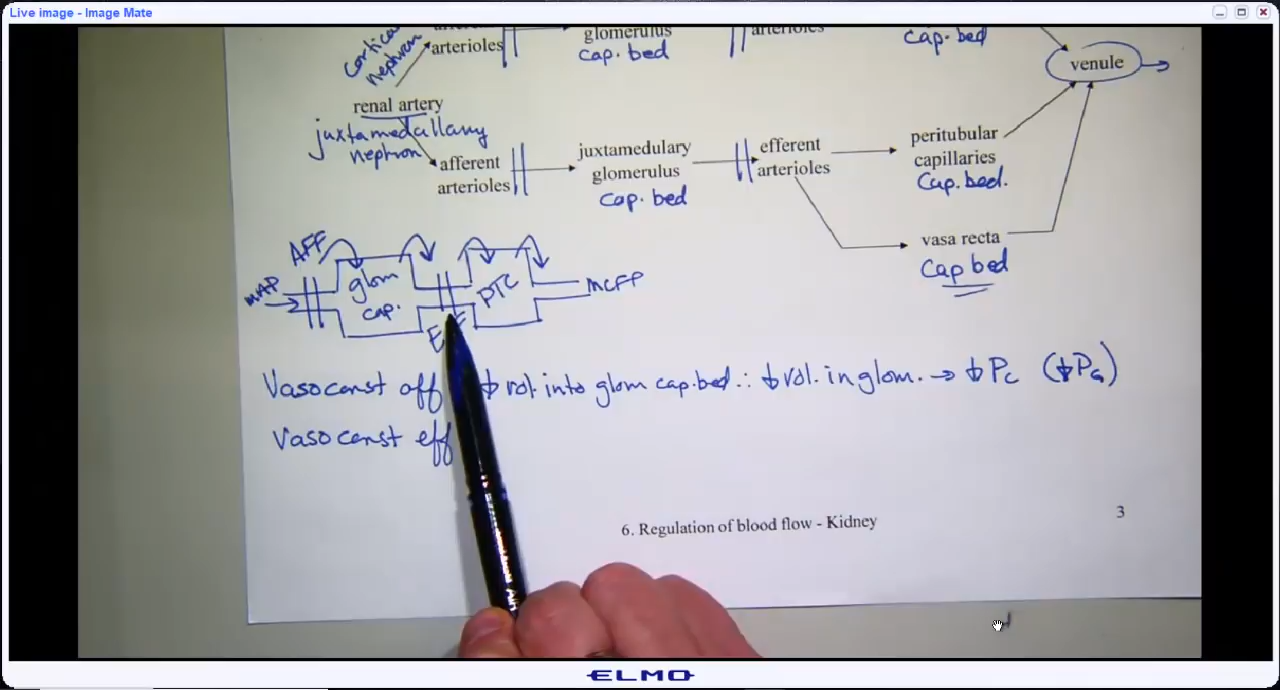 Live image - Image Mate
arterioles
glomerulus
cap. bed
arterioles
cap. bed
venule
cortical
nephron
renal artery
juxtamedullary
nephron
afferent
arterioles
juxtamedulary
glomerulus
cap. bed
efferent
arterioles
peritubular
capillaries
Cap. bed.
vasa recta
Cap bed
AFF
MAP
glom
cap.
PTC
MCFP
Vasoconst aff ↓ vol. into glom cap.bed ∴ ↓ vol. in glom. → ↓ Pc (↓PG)
Vasoconst eff
6. Regulation of blood flow - Kidney
3
ELMO